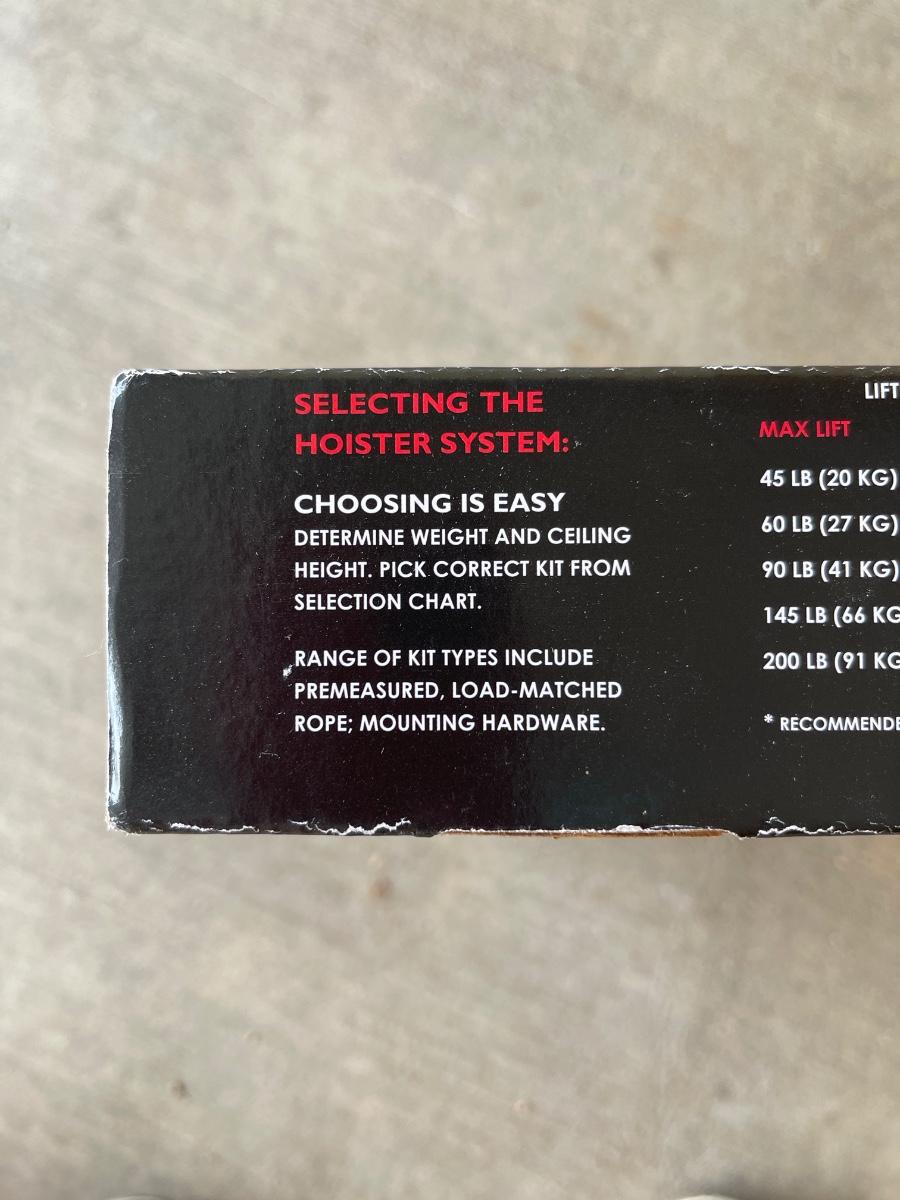 SELECTING THE
HOISTER SYSTEM:
CHOOSING IS EASY
DETERMINE WEIGHT AND CEILING
HEIGHT. PICK CORRECT KIT FROM
SELECTION CHART.
RANGE OF KIT TYPES INCLUDE
PREMEASURED, LOAD-MATCHED
ROPE; MOUNTING HARDWARE.
LIFT
MAX LIFT
45 LB (20 KG)
60 LB (27 KG)
90 LB (41 KG)
145 LB (66 KG
200 LB (91 KG
* RECOMMENDE